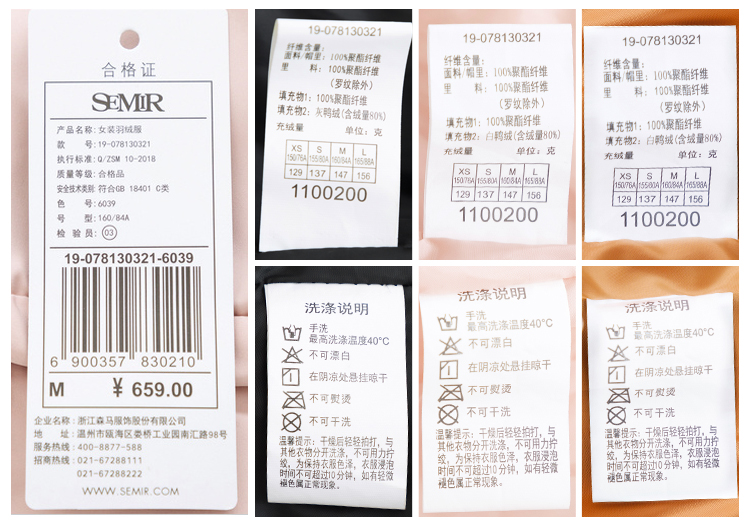 合格证
SEMIR
产品名称:女装羽绒服
款　　号:19-078130321
执行标准:Q/ZSM 10-2018
质量等级:合格品
安全技术类别:符合GB 18401 C类
色　　号:6039
号　　型:160/84A
检 验 员:03
19-078130321-6039
6 900357 830210
M ¥ 659.00
企业名称:浙江森马服饰股份有限公司
地　　址:温州市瓯海区娄桥工业园南汇路98号
服务热线:400-8877-588
招商热线:021-67288111
021-67288222
WWW.SEMIR.COM
19-078130321
纤维含量:
面料/帽里:100%聚酯纤维
里　　料:100%聚酯纤维
（罗纹除外）
填充物1:100%聚酯纤维
填充物2:灰鸭绒(含绒量80%)
充绒量 单位:克
XS S M L
150/76A 155/80A 160/84A 165/88A
129 137 147 156
1100200
19-078130321
纤维含量:
面料/帽里:100%聚酯纤维
里　　料:100%聚酯纤维
（罗纹除外）
填充物1:100%聚酯纤维
填充物2:白鸭绒(含绒量80%)
充绒量 单位:克
XS S M L
150/76A 155/80A 160/84A 165/88A
129 137 147 156
1100200
19-078130321
纤维含量:
面料/帽里:100%聚酯纤维
里　　料:100%聚酯纤维
（罗纹除外）
填充物1:100%聚酯纤维
填充物2:白鸭绒(含绒量80%)
充绒量 单位:克
XS S M L
150/76A 155/80A 160/84A 165/88A
129 137 147 156
1100200
洗涤说明
手洗
最高洗涤温度40°C
不可漂白
在阴凉处悬挂晾干
不可熨烫
不可干洗
温馨提示:干燥后轻轻拍打，与
其他衣物分开洗涤，不可用力拧
绞，为保持衣服色泽，衣服浸泡
时间不可超过10分钟，如有轻微
褪色属正常现象。
洗涤说明
手洗
最高洗涤温度40°C
不可漂白
在阴凉处悬挂晾干
不可熨烫
不可干洗
温馨提示:干燥后轻轻拍打，与
其他衣物分开洗涤，不可用力拧
绞，为保持衣服色泽，衣服浸泡
时间不可超过10分钟，如有轻微
褪色属正常现象。
洗涤说明
手洗
最高洗涤温度40°C
不可漂白
在阴凉处悬挂晾干
不可熨烫
不可干洗
温馨提示:干燥后轻轻拍打，与
其他衣物分开洗涤，不可用力拧
绞，为保持衣服色泽，衣服浸泡
时间不可超过10分钟，如有轻微
褪色属正常现象。